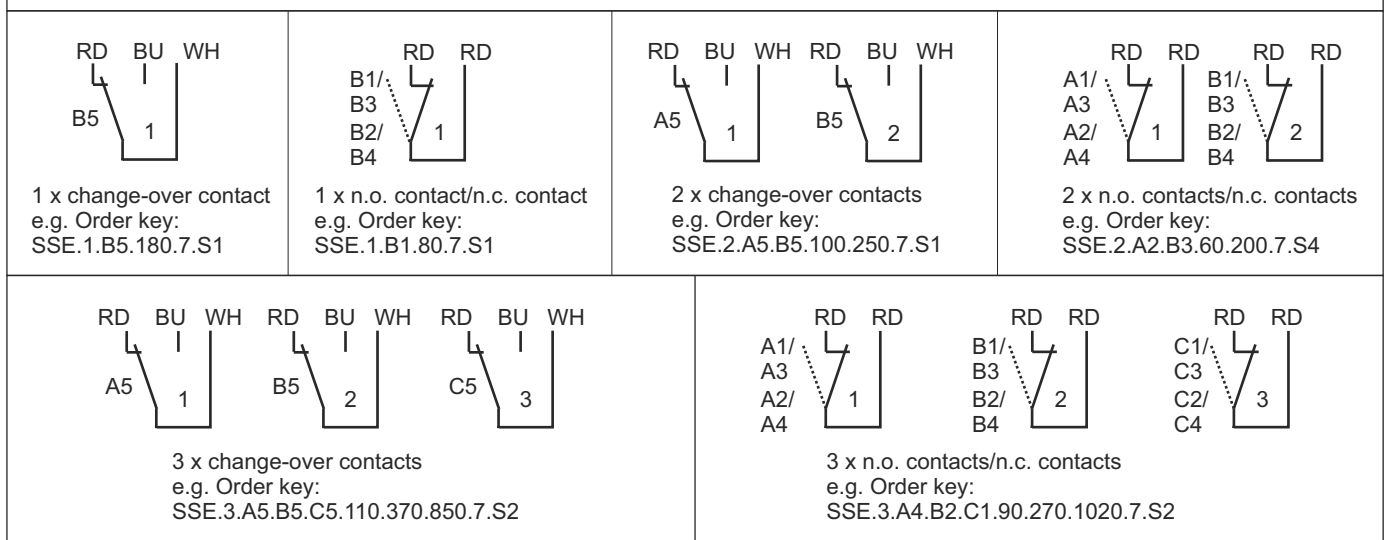 RD BU WH
B5
1
1 x change-over contact
e.g. Order key:
SSE.1.B5.180.7.S1
RD RD
B1/
B3
B2/
B4
1
1 x n.o. contact/n.c. contact
e.g. Order key:
SSE.1.B1.80.7.S1
RD BU WH RD BU WH
A5 1 B5 2
2 x change-over contacts
e.g. Order key:
SSE.2.A5.B5.100.250.7.S1
RD RD RD RD
A1/ B1/
A3 B3
A2/ 1 B2/ 2
A4 B4
2 x n.o. contacts/n.c. contacts
e.g. Order key:
SSE.2.A2.B3.60.200.7.S4
RD BU WH RD BU WH RD BU WH
A5 1 B5 2 C5 3
3 x change-over contacts
e.g. Order key:
SSE.3.A5.B5.C5.110.370.850.7.S2
RD RD RD RD RD RD
A1/ B1/ C1/
A3 B3 C3
A2/ 1 B2/ 2 C2/ 3
A4 B4 C4
3 x n.o. contacts/n.c. contacts
e.g. Order key:
SSE.3.A4.B2.C1.90.270.1020.7.S2